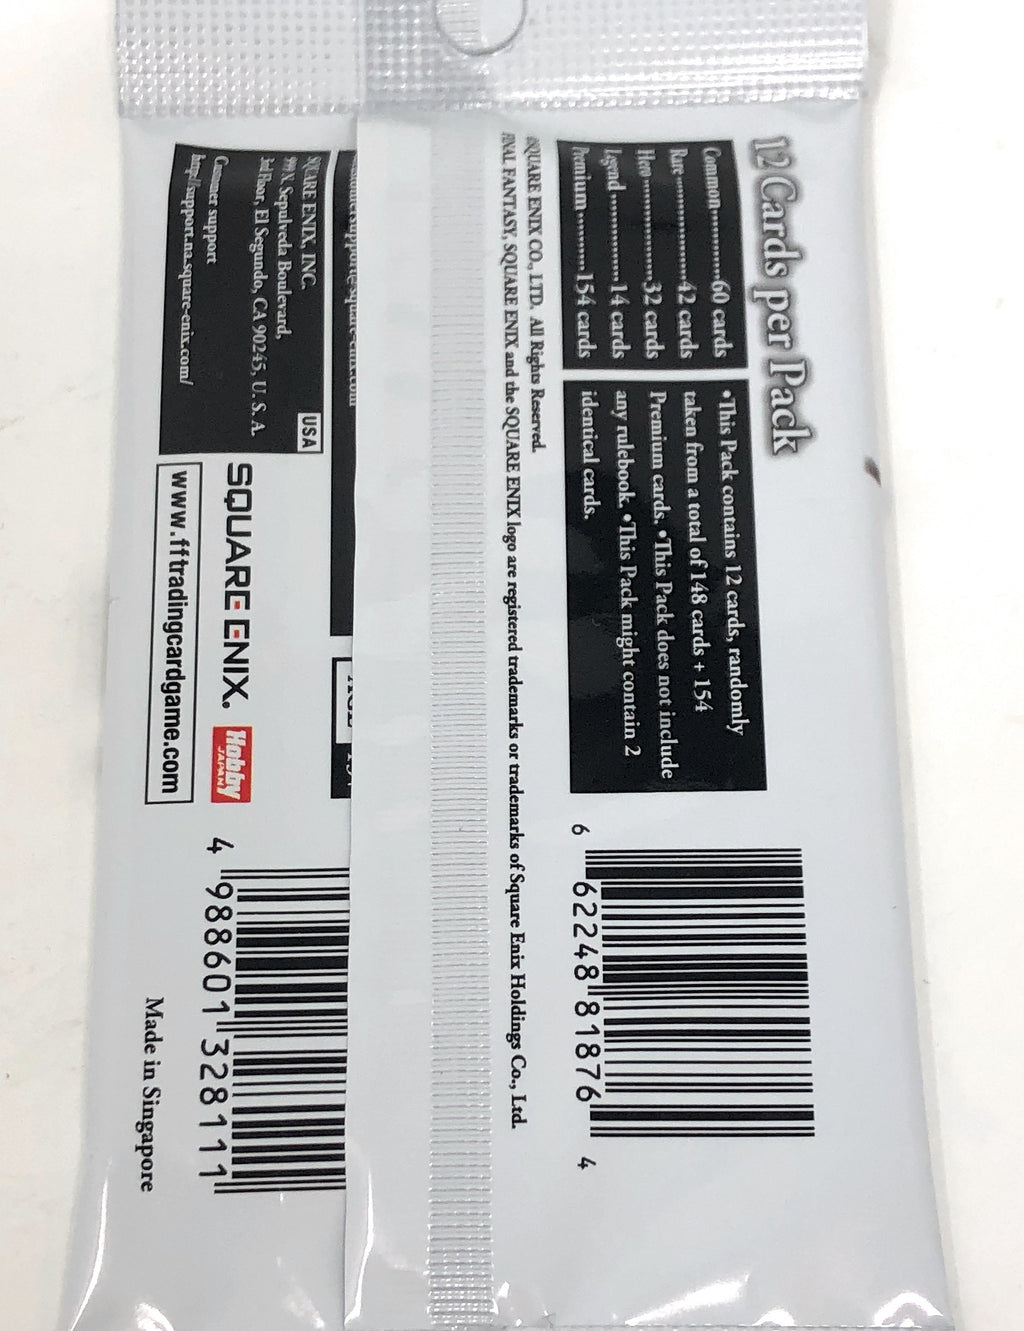 12 Cards per Pack
Common············60 cards
Rare··················42 cards
Hero·················32 cards
Legend···············14 cards
Premium·········154 cards
•This Pack contains 12 cards, randomly
taken from a total of 148 cards + 154
Premium cards. •This Pack does not include
any rulebook. •This Pack might contain 2
identical cards.
6 62248 81876 4
SQUARE ENIX CO., LTD. All Rights Reserved.
FINAL FANTASY, SQUARE ENIX and the SQUARE ENIX logo are registered trademarks or trademarks of Square Enix Holdings Co., Ltd.
USA
SQUARE ENIX, INC.
999 N. Sepulveda Boulevard,
3rd Floor, El Segundo, CA 90245, U. S. A.
Customer support
http://support.na.square-enix.com/
SQUARE ENIX.
Hobby
JAPAN
www.fftradingcardgame.com
4 988601 328111
Made in Singapore